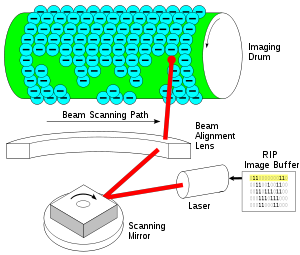 Imaging
Drum
Beam Scanning Path
Beam
Alignment
Lens
RIP
Image Buffer
Laser
Scanning
Mirror